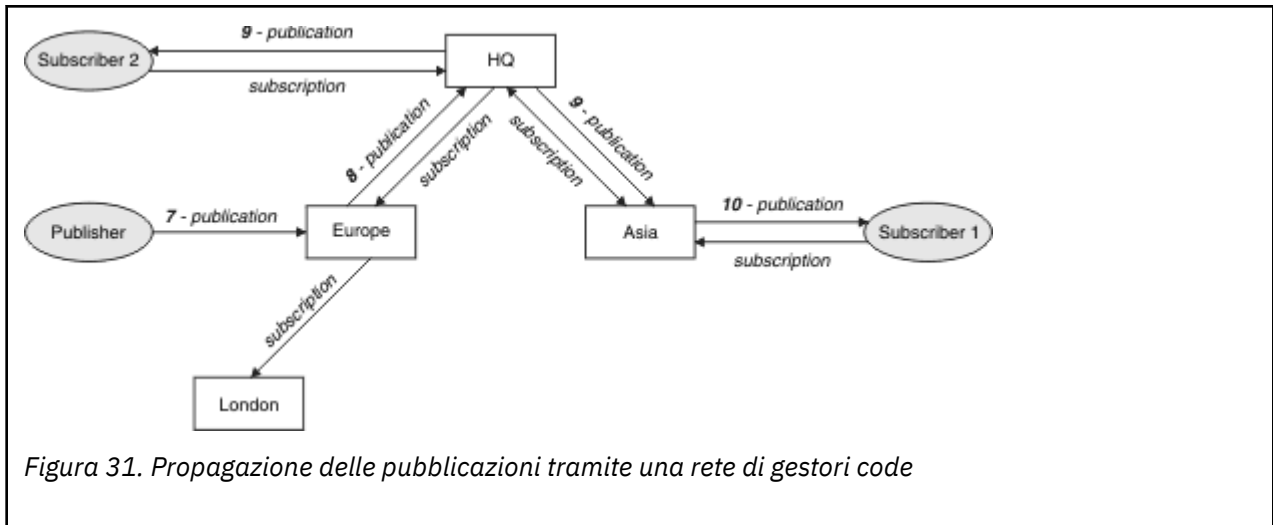 9 - publication
Subscriber 2
HQ
subscription
8 - publication
subscription
subscription
9 - publication
Publisher
7 - publication
Europe
Asia
10 - publication
Subscriber 1
subscription
subscription
London
Figura 31. Propagazione delle pubblicazioni tramite una rete di gestori code